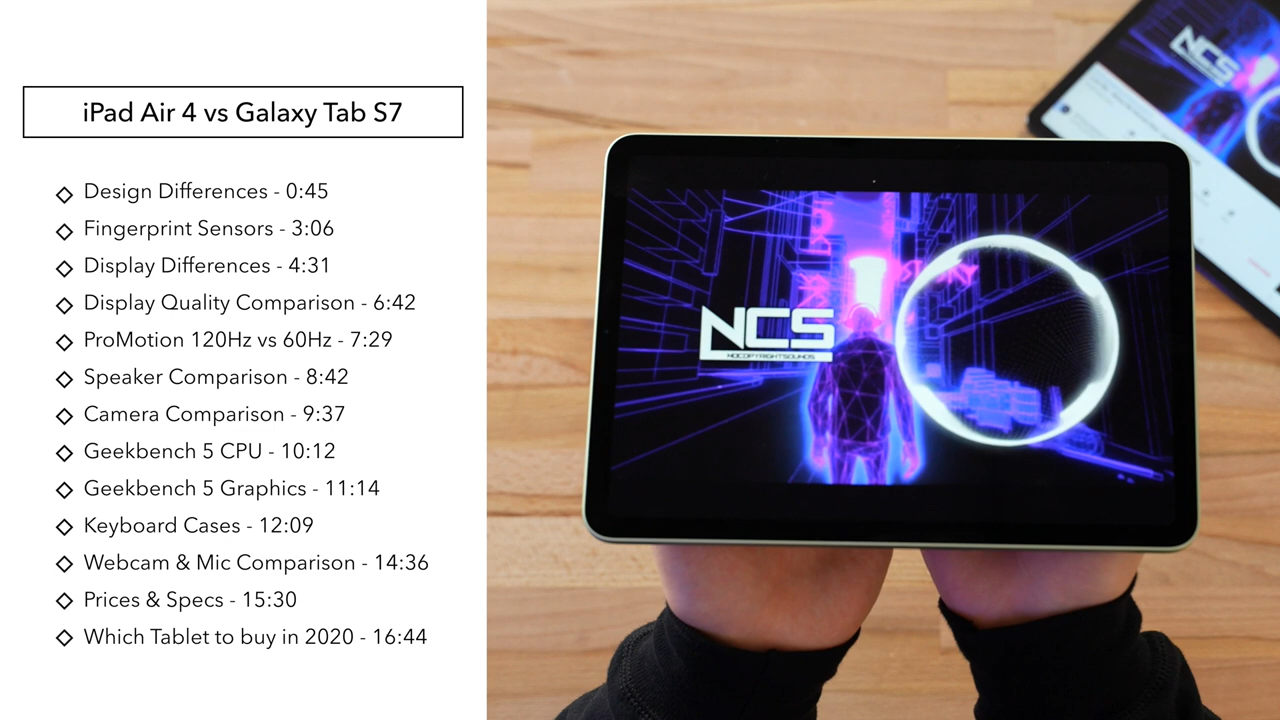 iPad Air 4 vs Galaxy Tab S7
Design Differences - 0:45
Fingerprint Sensors - 3:06
Display Differences - 4:31
Display Quality Comparison - 6:42
ProMotion 120Hz vs 60Hz - 7:29
Speaker Comparison - 8:42
Camera Comparison - 9:37
Geekbench 5 CPU - 10:12
Geekbench 5 Graphics - 11:14
Keyboard Cases - 12:09
Webcam & Mic Comparison - 14:36
Prices & Specs - 15:30
Which Tablet to buy in 2020 - 16:44
NCS
NOCOPYRIGHTSOUNDS
NCS